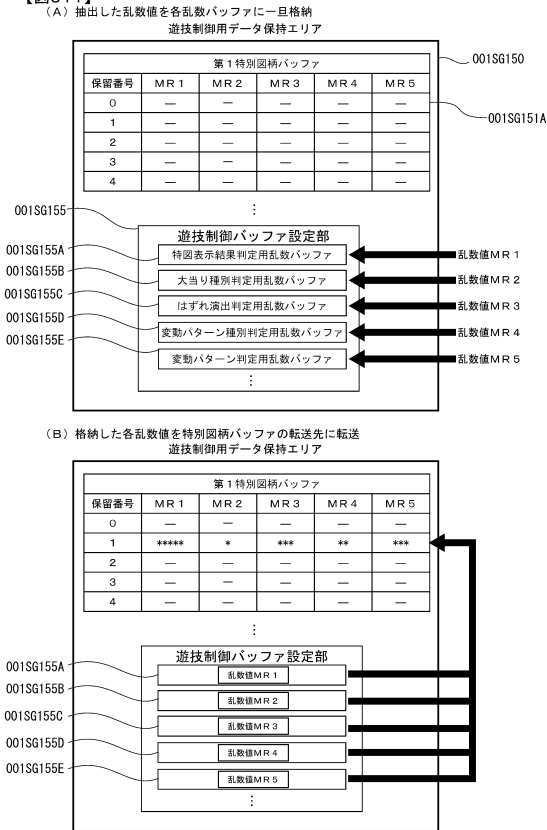 （A）抽出した乱数値を各乱数バッファに一旦格納
遊技制御用データ保持エリア
001SG150
第１特別図柄バッファ
保留番号 ＭＲ１ ＭＲ２ ＭＲ３ ＭＲ４ ＭＲ５
0 ― ― ― ― ―
1 ― ― ― ― ―
001SG151A
2 ― ― ― ― ―
3 ― ― ― ― ―
4 ― ― ― ― ―
⋮
001SG155
遊技制御バッファ設定部
001SG155A 特図表示結果判定用乱数バッファ 乱数値ＭＲ１
001SG155B 大当り種別判定用乱数バッファ 乱数値ＭＲ２
001SG155C はずれ演出判定用乱数バッファ 乱数値ＭＲ３
001SG155D 変動パターン種別判定用乱数バッファ 乱数値ＭＲ４
001SG155E 変動パターン判定用乱数バッファ 乱数値ＭＲ５
⋮
（B）格納した各乱数値を特別図柄バッファの転送先に転送
遊技制御用データ保持エリア
第１特別図柄バッファ
保留番号 ＭＲ１ ＭＲ２ ＭＲ３ ＭＲ４ ＭＲ５
0 ― ― ― ― ―
1 ***** * *** ** ***
2 ― ― ― ― ―
3 ― ― ― ― ―
4 ― ― ― ― ―
⋮
遊技制御バッファ設定部
001SG155A 乱数値ＭＲ１
001SG155B 乱数値ＭＲ２
001SG155C 乱数値ＭＲ３
001SG155D 乱数値ＭＲ４
001SG155E 乱数値ＭＲ５
⋮